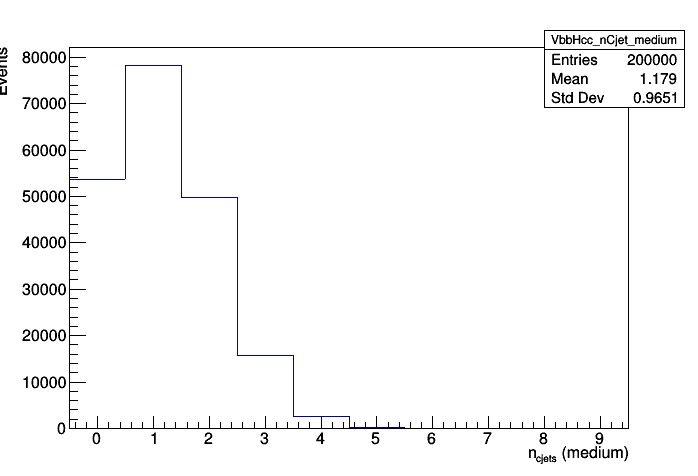 VbbHcc_nCjet_medium
Entries 200000
Mean 1.179
Std Dev 0.9651
Events
80000
70000
60000
50000
40000
30000
20000
10000
0
0 1 2 3 4 5 6 7 8 9
ncjets (medium)